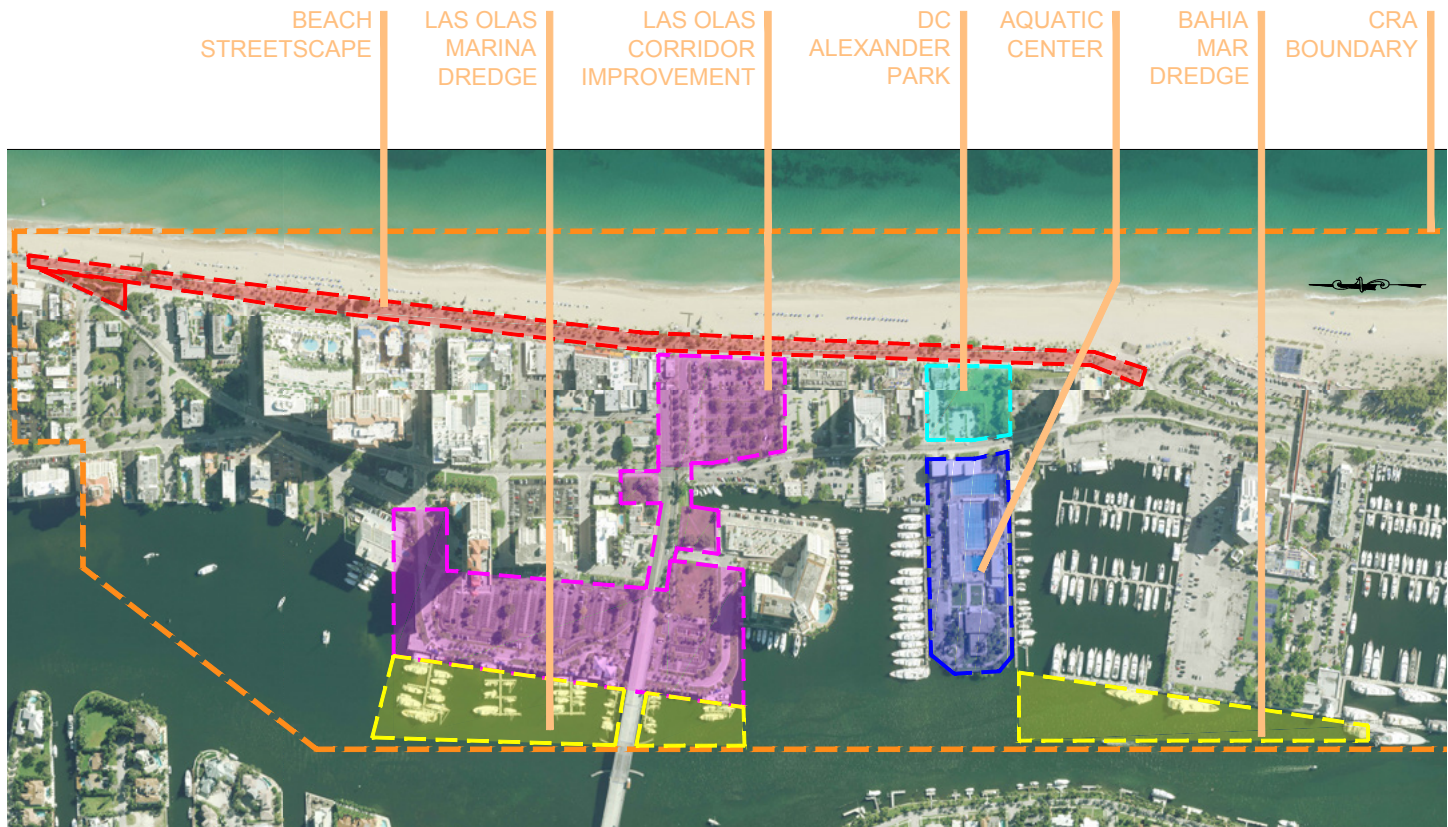 BEACH
STREETSCAPE
LAS OLAS
MARINA
DREDGE
LAS OLAS
CORRIDOR
IMPROVEMENT
DC
ALEXANDER
PARK
AQUATIC
CENTER
BAHIA
MAR
DREDGE
CRA
BOUNDARY